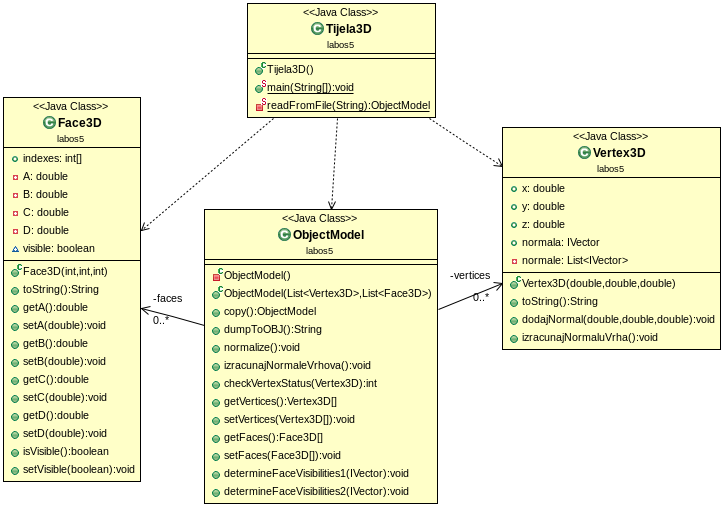 <<Java Class>>
Tijela3D
labos5
Tijela3D()
main(String[]):void
readFromFile(String):ObjectModel
<<Java Class>>
Face3D
labos5
indexes: int[]
A: double
B: double
C: double
D: double
visible: boolean
Face3D(int,int,int)
toString():String
getA():double
setA(double):void
getB():double
setB(double):void
getC():double
setC(double):void
getD():double
setD(double):void
isVisible():boolean
setVisible(boolean):void
-faces
0..*
<<Java Class>>
ObjectModel
labos5
ObjectModel()
ObjectModel(List<Vertex3D>,List<Face3D>)
copy():ObjectModel
dumpToOBJ():String
normalize():void
izracunajNormaleVrhova():void
checkVertexStatus(Vertex3D):int
getVertices():Vertex3D[]
setVertices(Vertex3D[]):void
getFaces():Face3D[]
setFaces(Face3D[]):void
determineFaceVisibilities1(IVector):void
determineFaceVisibilities2(IVector):void
-vertices
0..*
<<Java Class>>
Vertex3D
labos5
x: double
y: double
z: double
normala: IVector
normale: List<IVector>
Vertex3D(double,double,double)
toString():String
dodajNormal(double,double,double):void
izracunajNormaluVrha():void